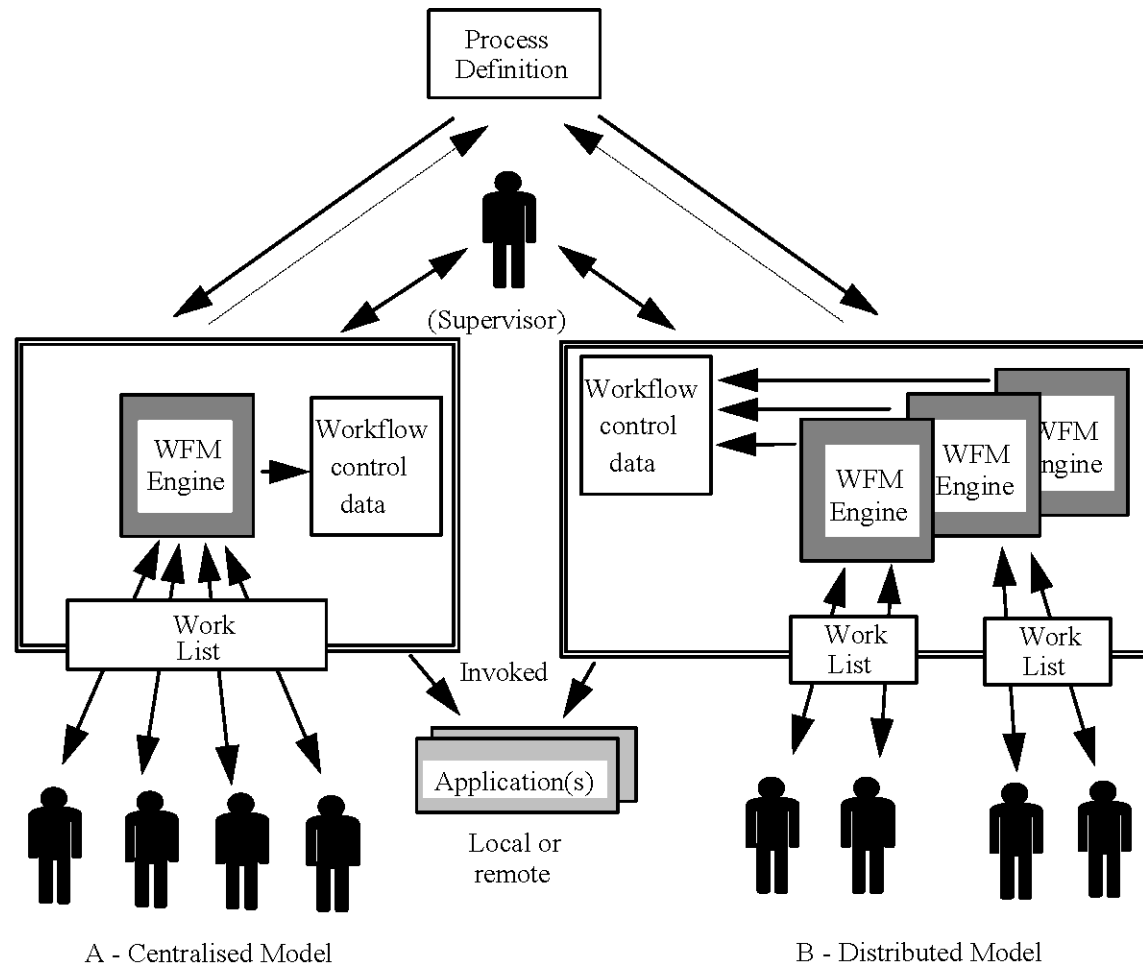 Process
Definition
(Supervisor)
WFM
Engine
Workflow
control
data
Work
List
Workflow
control
data
WFM
Engine
WFM
Engine
WFM
Work
List
Work
List
Invoked
Application(s)
Local or
remote
A - Centralised Model
B - Distributed Model